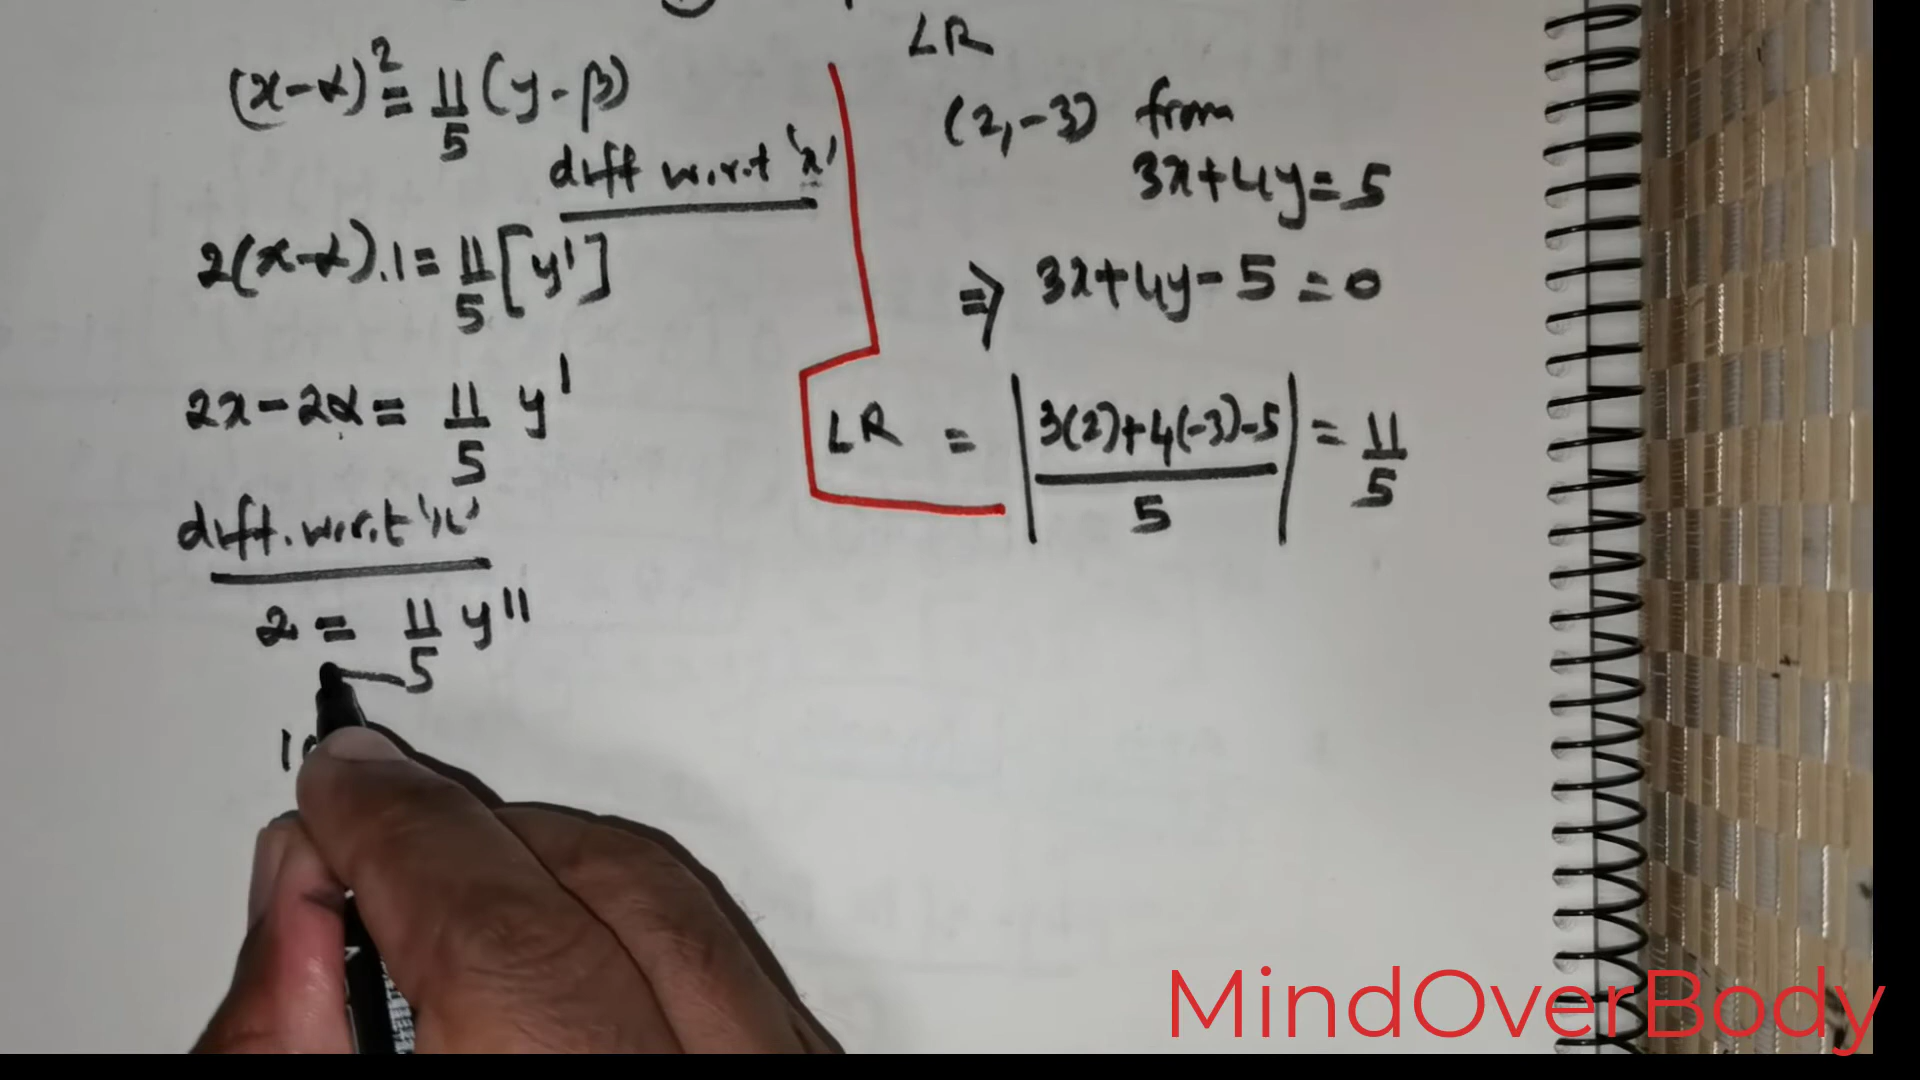 (x-α)² = 11/5 (y-β)
diff w.r.t 'x'
2(x-α).1 = 11/5 [y']
2x-2α = 11/5 y'
diff. w.r.t 'x'
2 = 11/5 y''
LR
(2,-3) from
3x+4y=5
⇒ 3x+4y-5=0
LR = |3(2)+4(-3)-5 / 5| = 11/5
MindOverBody